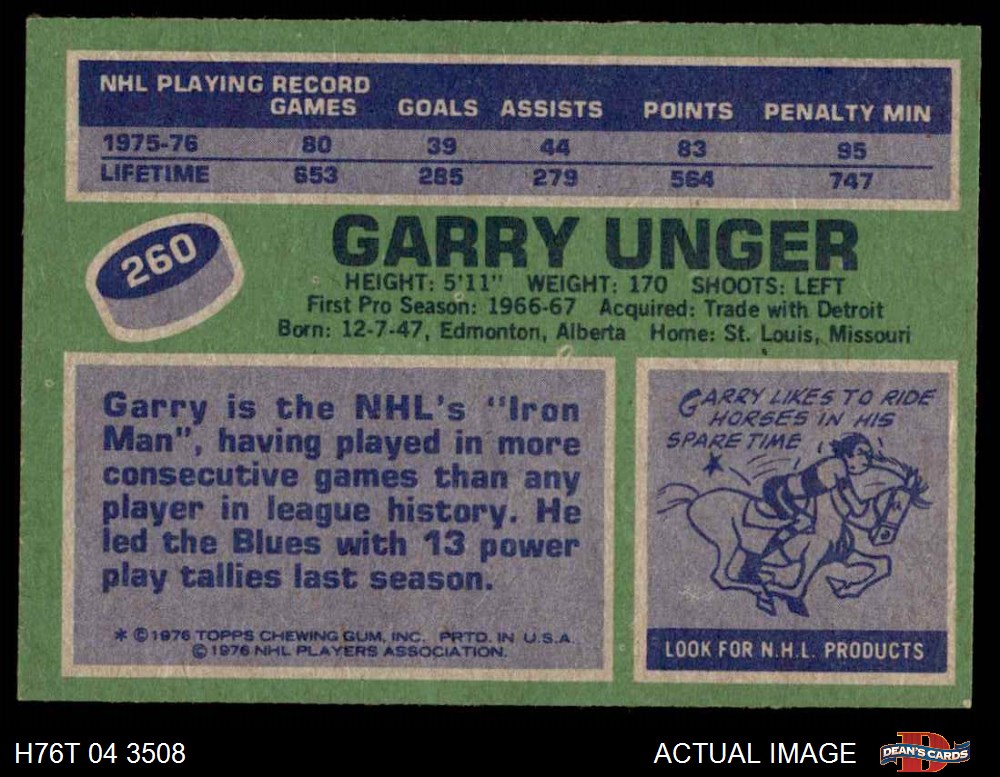 NHL PLAYING RECORD
GAMES GOALS ASSISTS POINTS PENALTY MIN
1975-76 80 39 44 83 95
LIFETIME 653 285 279 564 747
260
GARRY UNGER
HEIGHT: 5'11" WEIGHT: 170 SHOOTS: LEFT
First Pro Season: 1966-67 Acquired: Trade with Detroit
Born: 12-7-47, Edmonton, Alberta Home: St. Louis, Missouri
Garry is the NHL's "Iron
Man", having played in more
consecutive games than any
player in league history. He
led the Blues with 13 power
play tallies last season.
* © 1976 TOPPS CHEWING GUM, INC. PRTD. IN U.S.A.
© 1976 NHL PLAYERS ASSOCIATION.
GARRY LIKES TO RIDE
HORSES IN HIS
SPARE TIME
LOOK FOR N.H.L. PRODUCTS
H76T 04 3508
ACTUAL IMAGE
D
DEAN'S CARDS